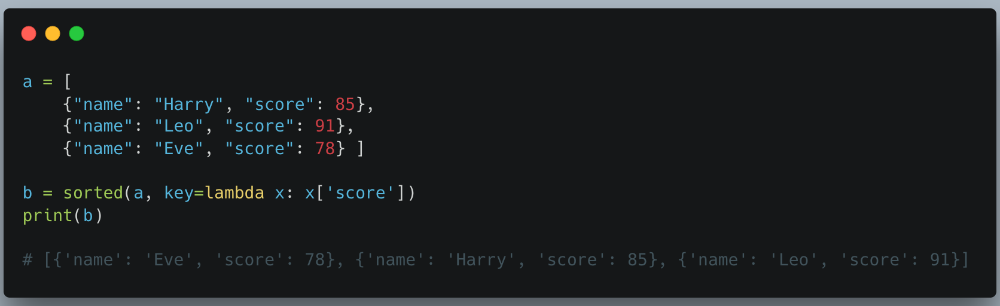 a = [
    {"name": "Harry", "score": 85},
    {"name": "Leo", "score": 91},
    {"name": "Eve", "score": 78} ]
b = sorted(a, key=lambda x: x['score'])
print(b)
# [{'name': 'Eve', 'score': 78}, {'name': 'Harry', 'score': 85}, {'name': 'Leo', 'score': 91}]